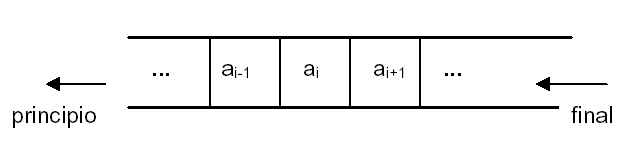 ... aᵢ₋₁ aᵢ aᵢ₊₁ ...
principio final